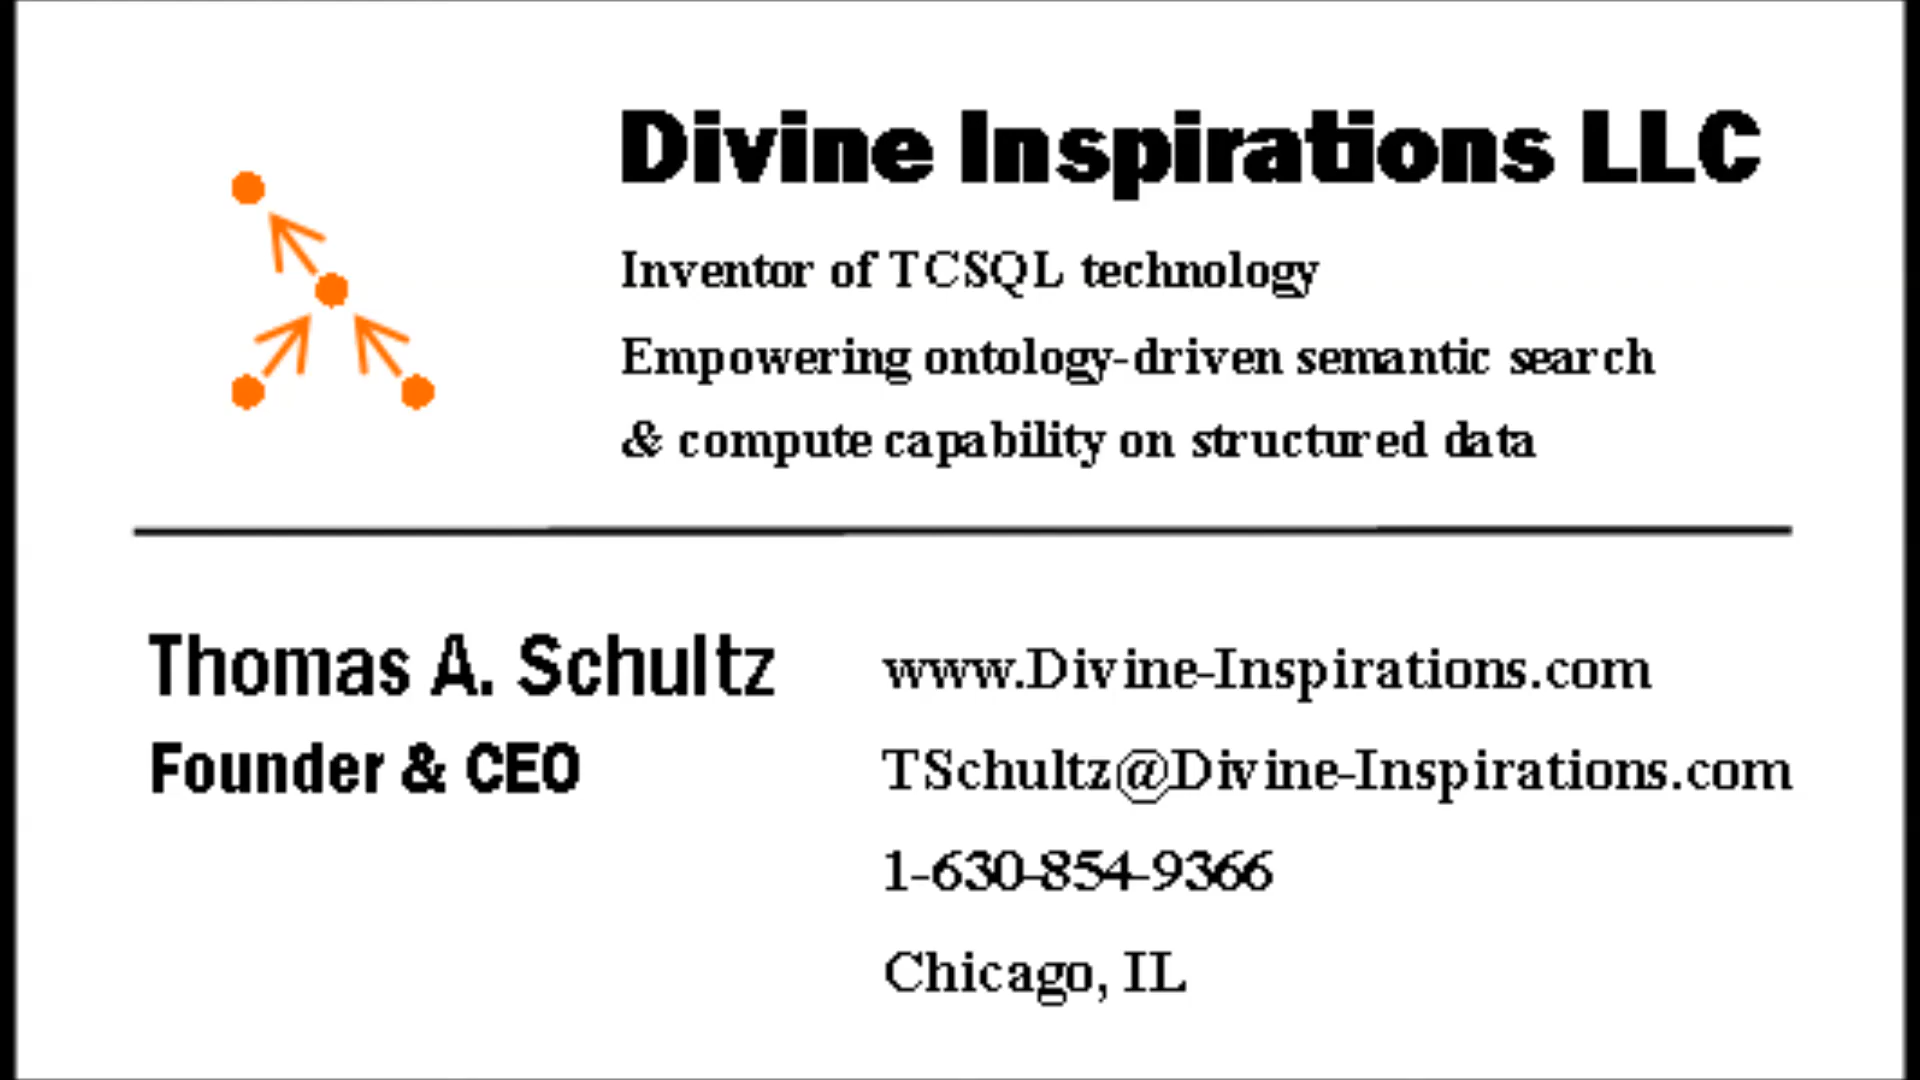 Divine Inspirations LLC
Inventor of TCSQL technology
Empowering ontology-driven semantic search
& compute capability on structured data
Thomas A. Schultz
Founder & CEO
www.Divine-Inspirations.com
TSchultz@Divine-Inspirations.com
1-630-854-9366
Chicago, IL